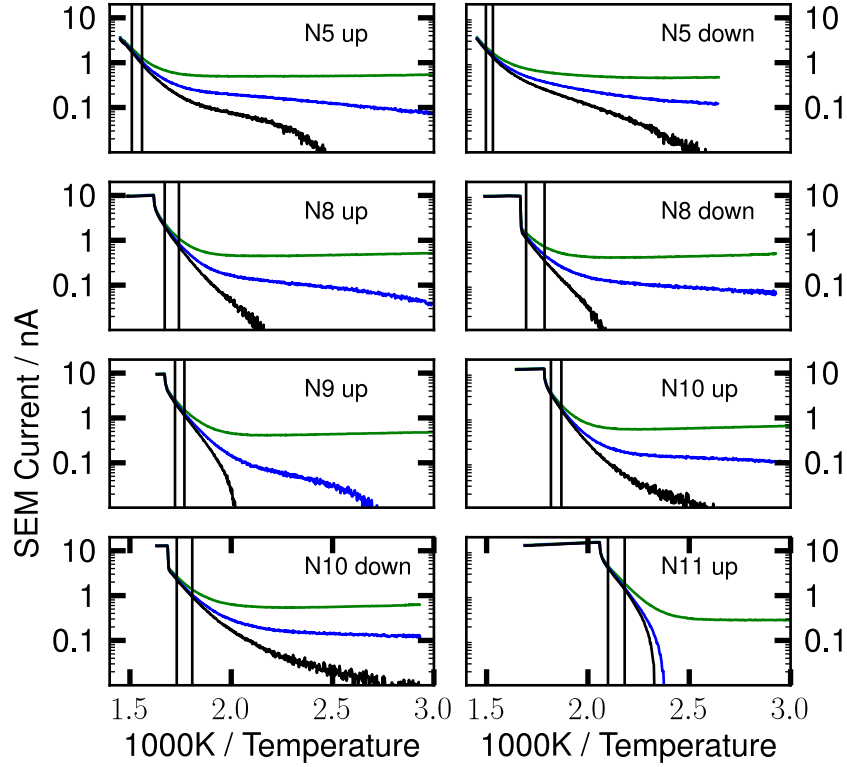 10 N5 up N5 down 10
1 1
0.1 0.1
10 N8 up N8 down 10
1 1
0.1 0.1
10 N9 up N10 up 10
1 1
0.1 0.1
10 N10 down N11 up 10
1 1
0.1 0.1
1.5 2.0 2.5 3.0 1.5 2.0 2.5 3.0
1000K / Temperature 1000K / Temperature
SEM Current / nA